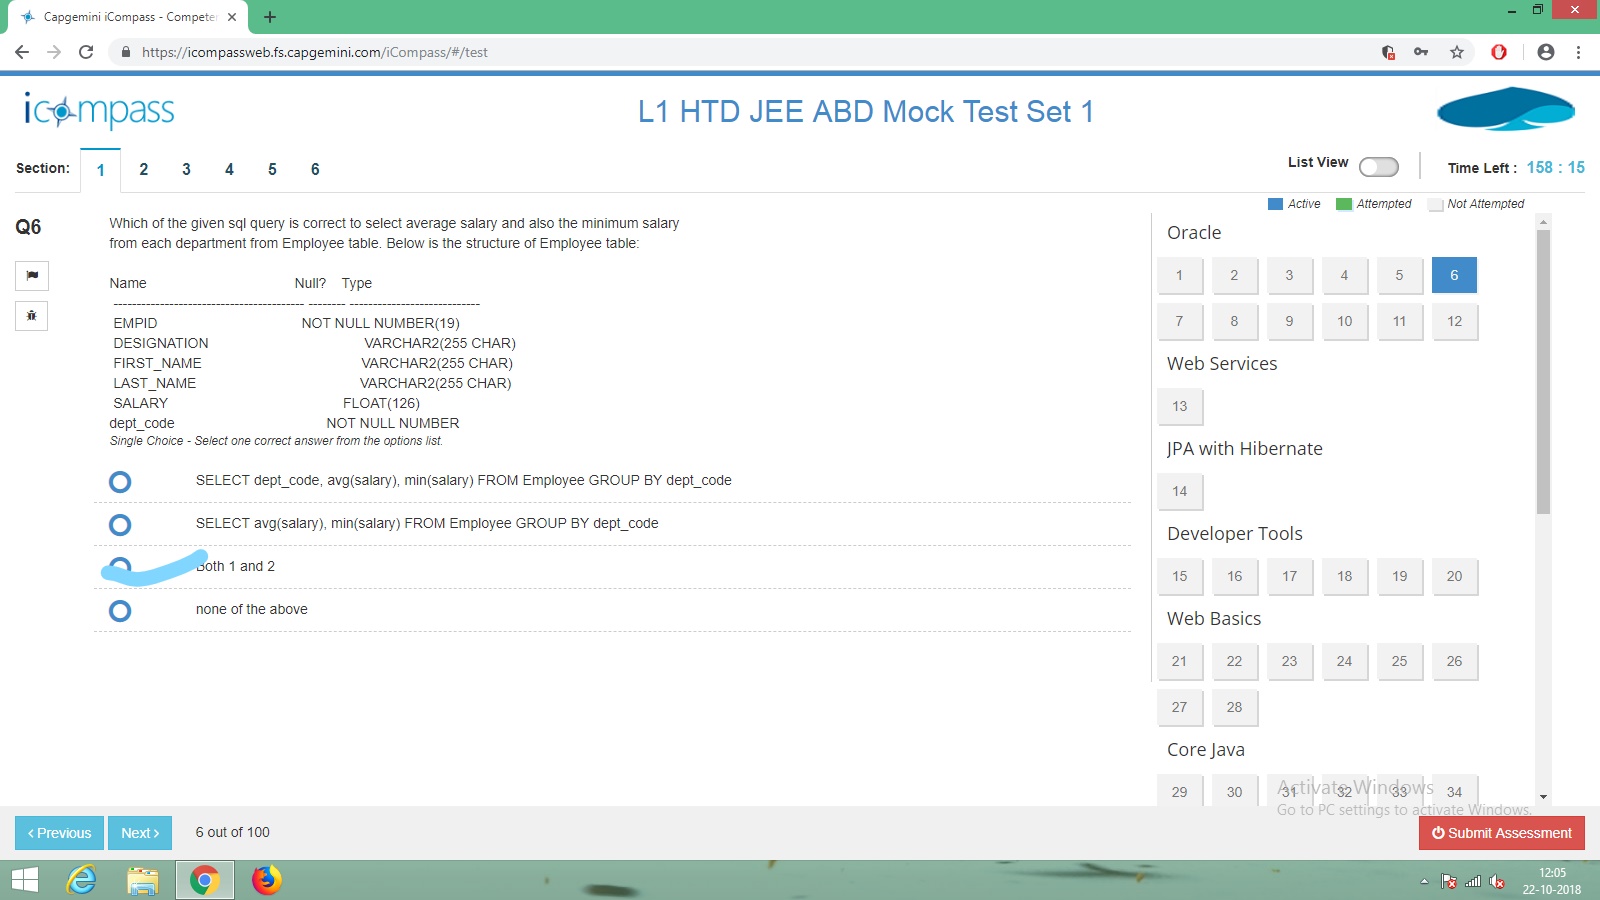 Capgemini iCompass - Competer
https://icompassweb.fs.capgemini.com/iCompass/#/test
icompass
L1 HTD JEE ABD Mock Test Set 1
Section: 1 2 3 4 5 6
List View
Time Left : 158 : 15
Active Attempted Not Attempted
Q6
Which of the given sql query is correct to select average salary and also the minimum salary
from each department from Employee table. Below is the structure of Employee table:
Name Null? Type
----------------------------------------- -------- ----------------------------
EMPID NOT NULL NUMBER(19)
DESIGNATION VARCHAR2(255 CHAR)
FIRST_NAME VARCHAR2(255 CHAR)
LAST_NAME VARCHAR2(255 CHAR)
SALARY FLOAT(126)
dept_code NOT NULL NUMBER
Single Choice - Select one correct answer from the options list.
SELECT dept_code, avg(salary), min(salary) FROM Employee GROUP BY dept_code
SELECT avg(salary), min(salary) FROM Employee GROUP BY dept_code
Both 1 and 2
none of the above
Oracle
1 2 3 4 5 6
7 8 9 10 11 12
Web Services
13
JPA with Hibernate
14
Developer Tools
15 16 17 18 19 20
Web Basics
21 22 23 24 25 26
27 28
Core Java
29 30 31 32 33 34
Activate Windows
Go to PC settings to activate Windows.
Previous Next 6 out of 100
Submit Assessment
12:05
22-10-2018